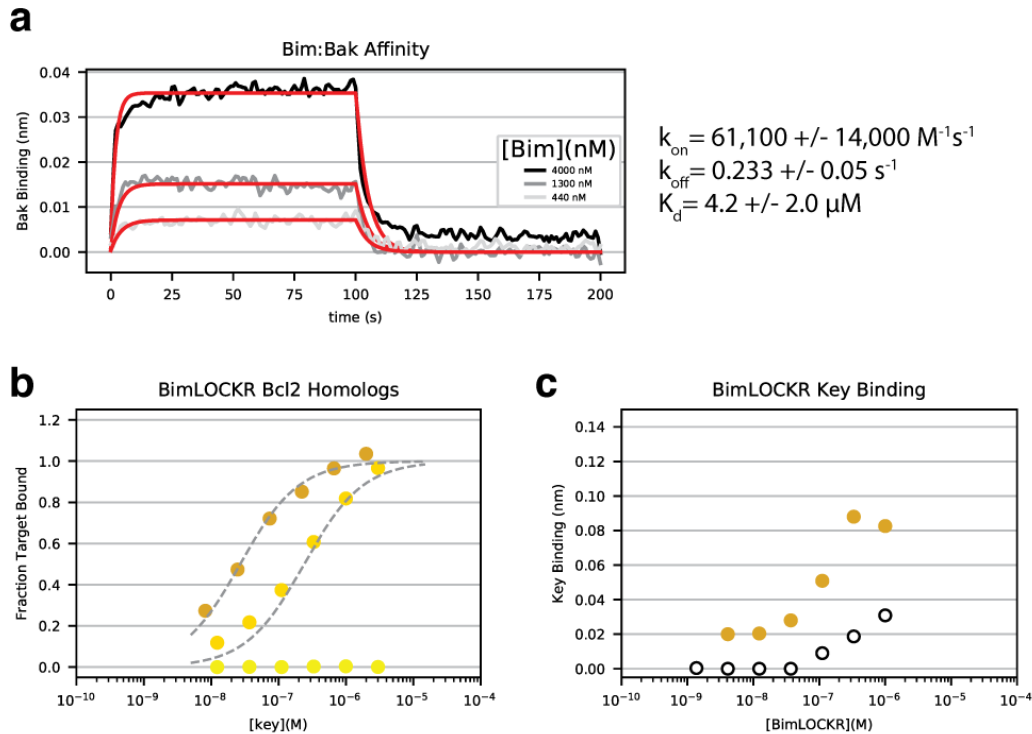 a
Bim:Bak Affinity
0.04
0.03
0.02
0.01
0.00
Bak Binding (nm)
[Bim](nM)
4000 nM
1300 nM
440 nM
0 25 50 75 100 125 150 175 200
time (s)
kon= 61,100 +/- 14,000 M-1s-1
koff= 0.233 +/- 0.05 s-1
Kd= 4.2 +/- 2.0 μM
b
BimLOCKR Bcl2 Homologs
1.2
1.0
0.8
0.6
0.4
0.2
0.0
Fraction Target Bound
10−10 10−9 10−8 10−7 10−6 10−5 10−4
[key](M)
c
BimLOCKR Key Binding
0.14
0.12
0.10
0.08
0.06
0.04
0.02
0.00
Key Binding (nm)
10−10 10−9 10−8 10−7 10−6 10−5 10−4
[BimLOCKR](M)